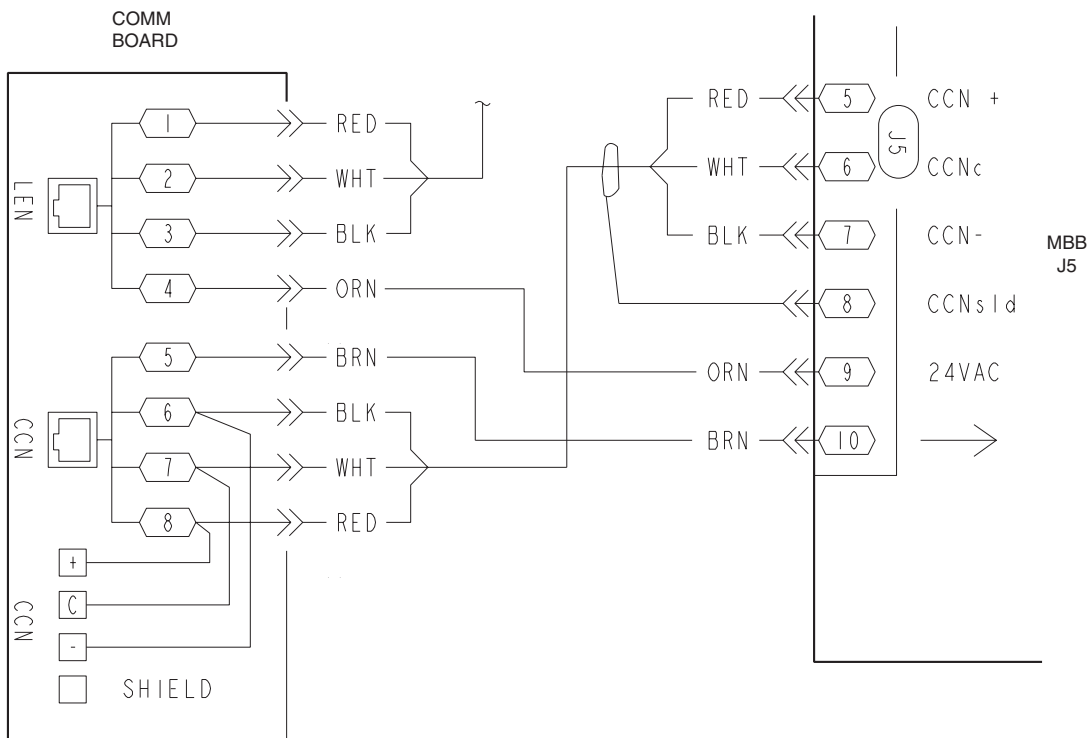 COMM
BOARD
LEN
1 RED
2 WHT
3 BLK
4 ORN
CCN
5 BRN
6 BLK
7 WHT
8 RED
CCN
+
C
-
SHIELD
RED 5 CCN +
WHT 6 CCNc
BLK 7 CCN-
8 CCNsld
ORN 9 24VAC
BRN 10
J5
MBB
J5